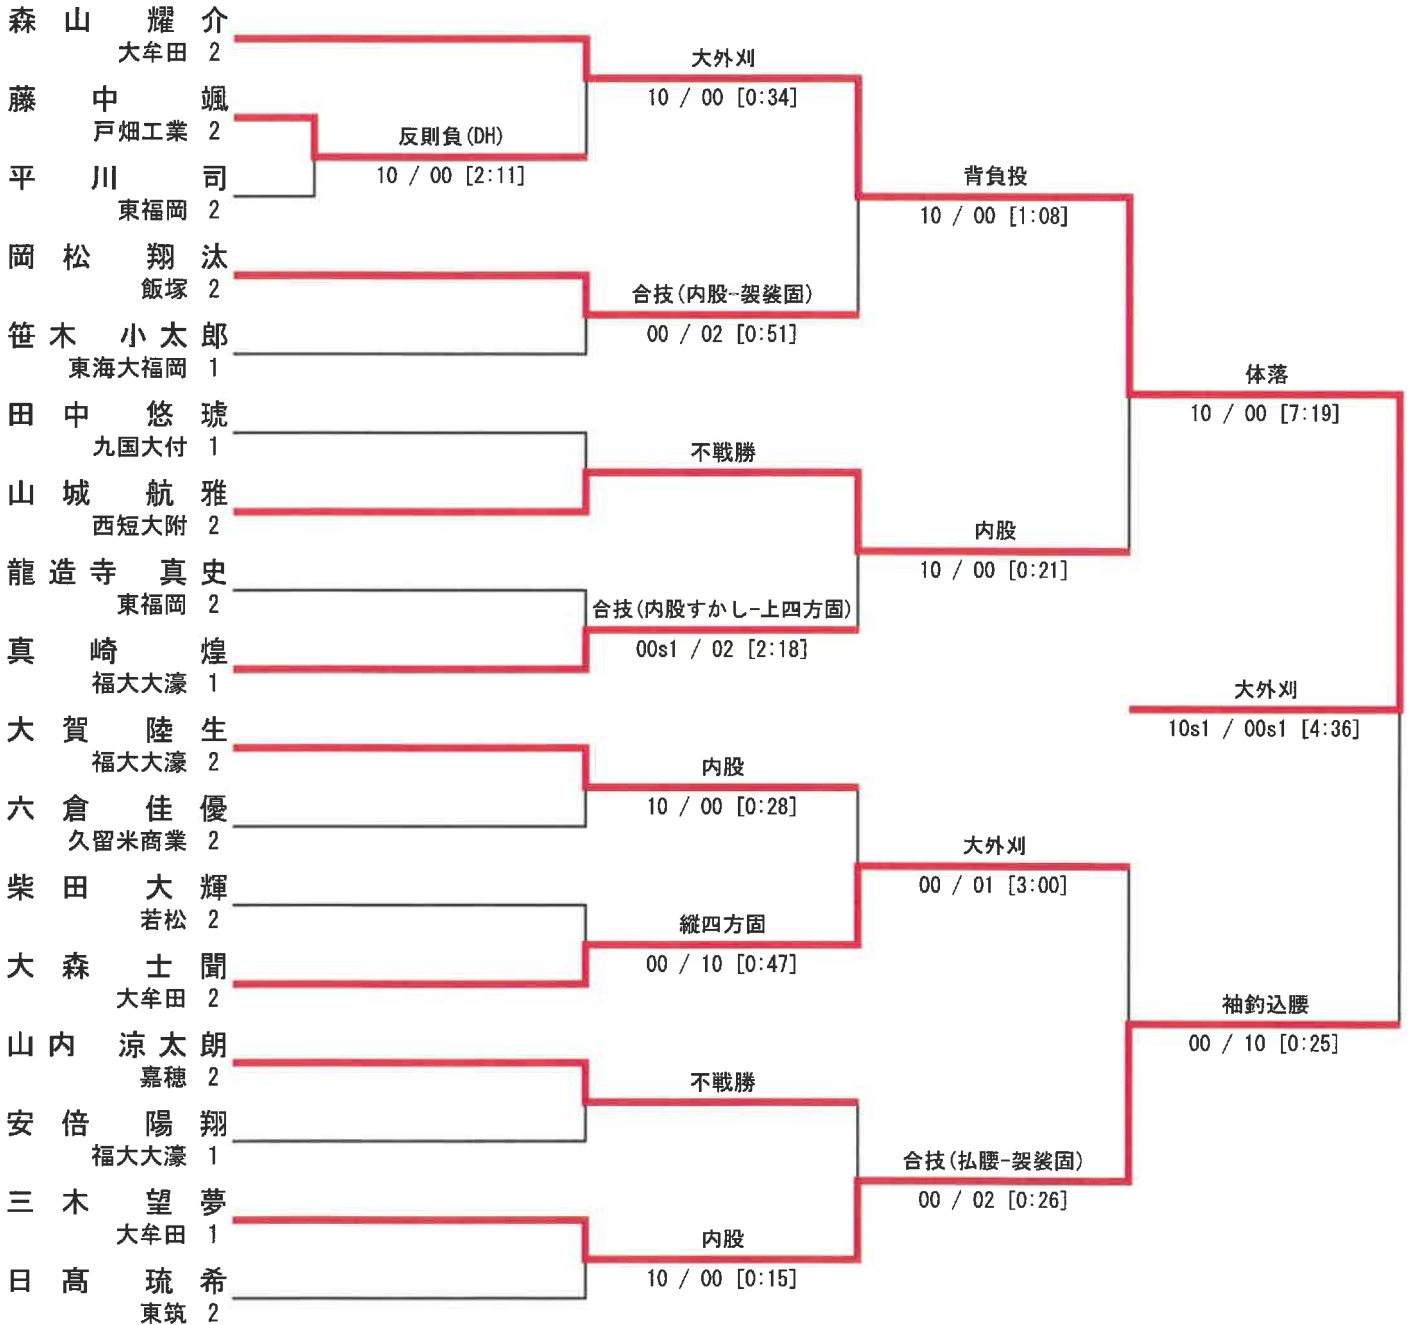 森山 耀介
大牟田 2
藤中 颯
戸畑工業 2
平川 司
東福岡 2
岡松 翔汰
飯塚 2
笹木 小太郎
東海大福岡 1
田中 悠琥
九国大付 1
山城 航雅
西短大附 2
龍造寺 真史
東福岡 2
真崎 煌
福大大濠 1
大賀 陸生
福大大濠 2
六倉 佳優
久留米商業 2
柴田 大輝
若松 2
大森 士聞
大牟田 2
山内 涼太朗
嘉穂 2
安倍 陽翔
福大大濠 1
三木 望夢
大牟田 1
日髙 琉希
東筑 2
反則負(DH)
10 / 00 [2:11]
大外刈
10 / 00 [0:34]
合技(内股-袈裟固)
00 / 02 [0:51]
不戦勝
合技(内股すかし-上四方固)
00s1 / 02 [2:18]
内股
10 / 00 [0:28]
縦四方固
00 / 10 [0:47]
不戦勝
内股
10 / 00 [0:15]
背負投
10 / 00 [1:08]
内股
10 / 00 [0:21]
大外刈
00 / 01 [3:00]
合技(払腰-袈裟固)
00 / 02 [0:26]
体落
10 / 00 [7:19]
袖釣込腰
00 / 10 [0:25]
大外刈
10s1 / 00s1 [4:36]